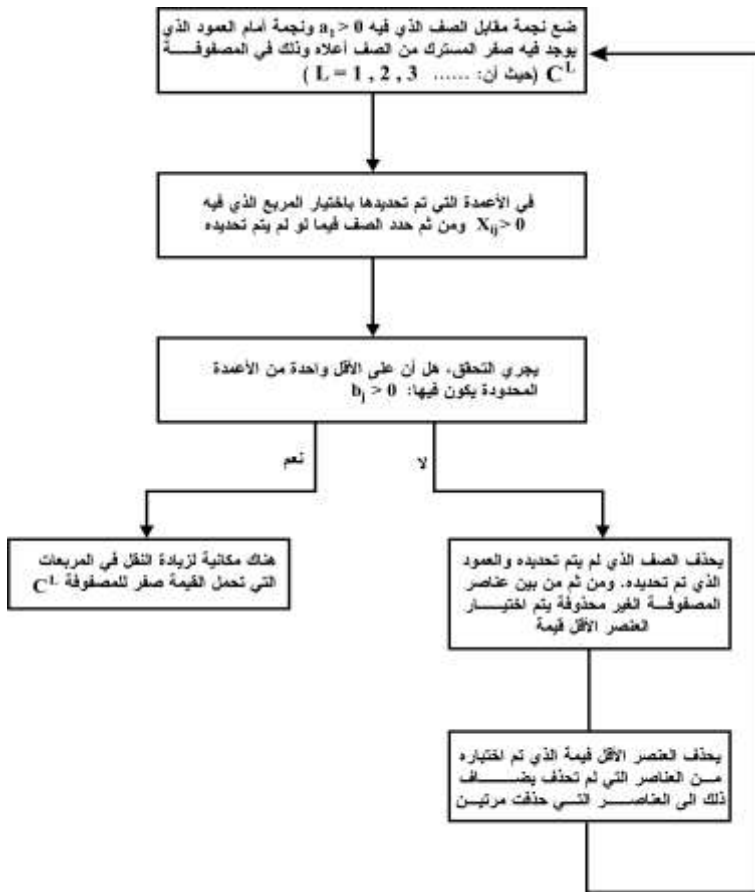 ضع نجمة مقابل الصف الذي فيه a₁ > 0 ونجمة أمام العمود الذي
يوجد فيه صفر المسترك من الصف أعلاه وذلك في المصفوفة
C^L (حيث أن: ...... L = 1 , 2 , 3 )
في الأعمدة التي تم تحديدها باختيار المربع الذي فيه
X_ij > 0 ومن ثم حدد الصف فيما لو لم يتم تحديده
يجري التحقق، هل أن على الأقل واحدة من الأعمدة
المحدودة يكون فيها: b_j > 0
نعم
لا
هناك مكانية لزيادة النقل في المربعات
التي تحمل القيمة صفر للمصفوفة C^L
يحذف الصف الذي لم يتم تحديده والعمود
الذي تم تحديده. ومن ثم من بين عناصر
المصفوفة الغير محذوفة يتم اختيار
العنصر الأقل قيمة
يحذف العنصر الأقل قيمة الذي تم اختياره
من العناصر التي لم تحذف يضاف
ذلك الى العناصر التي حذفت مرتين